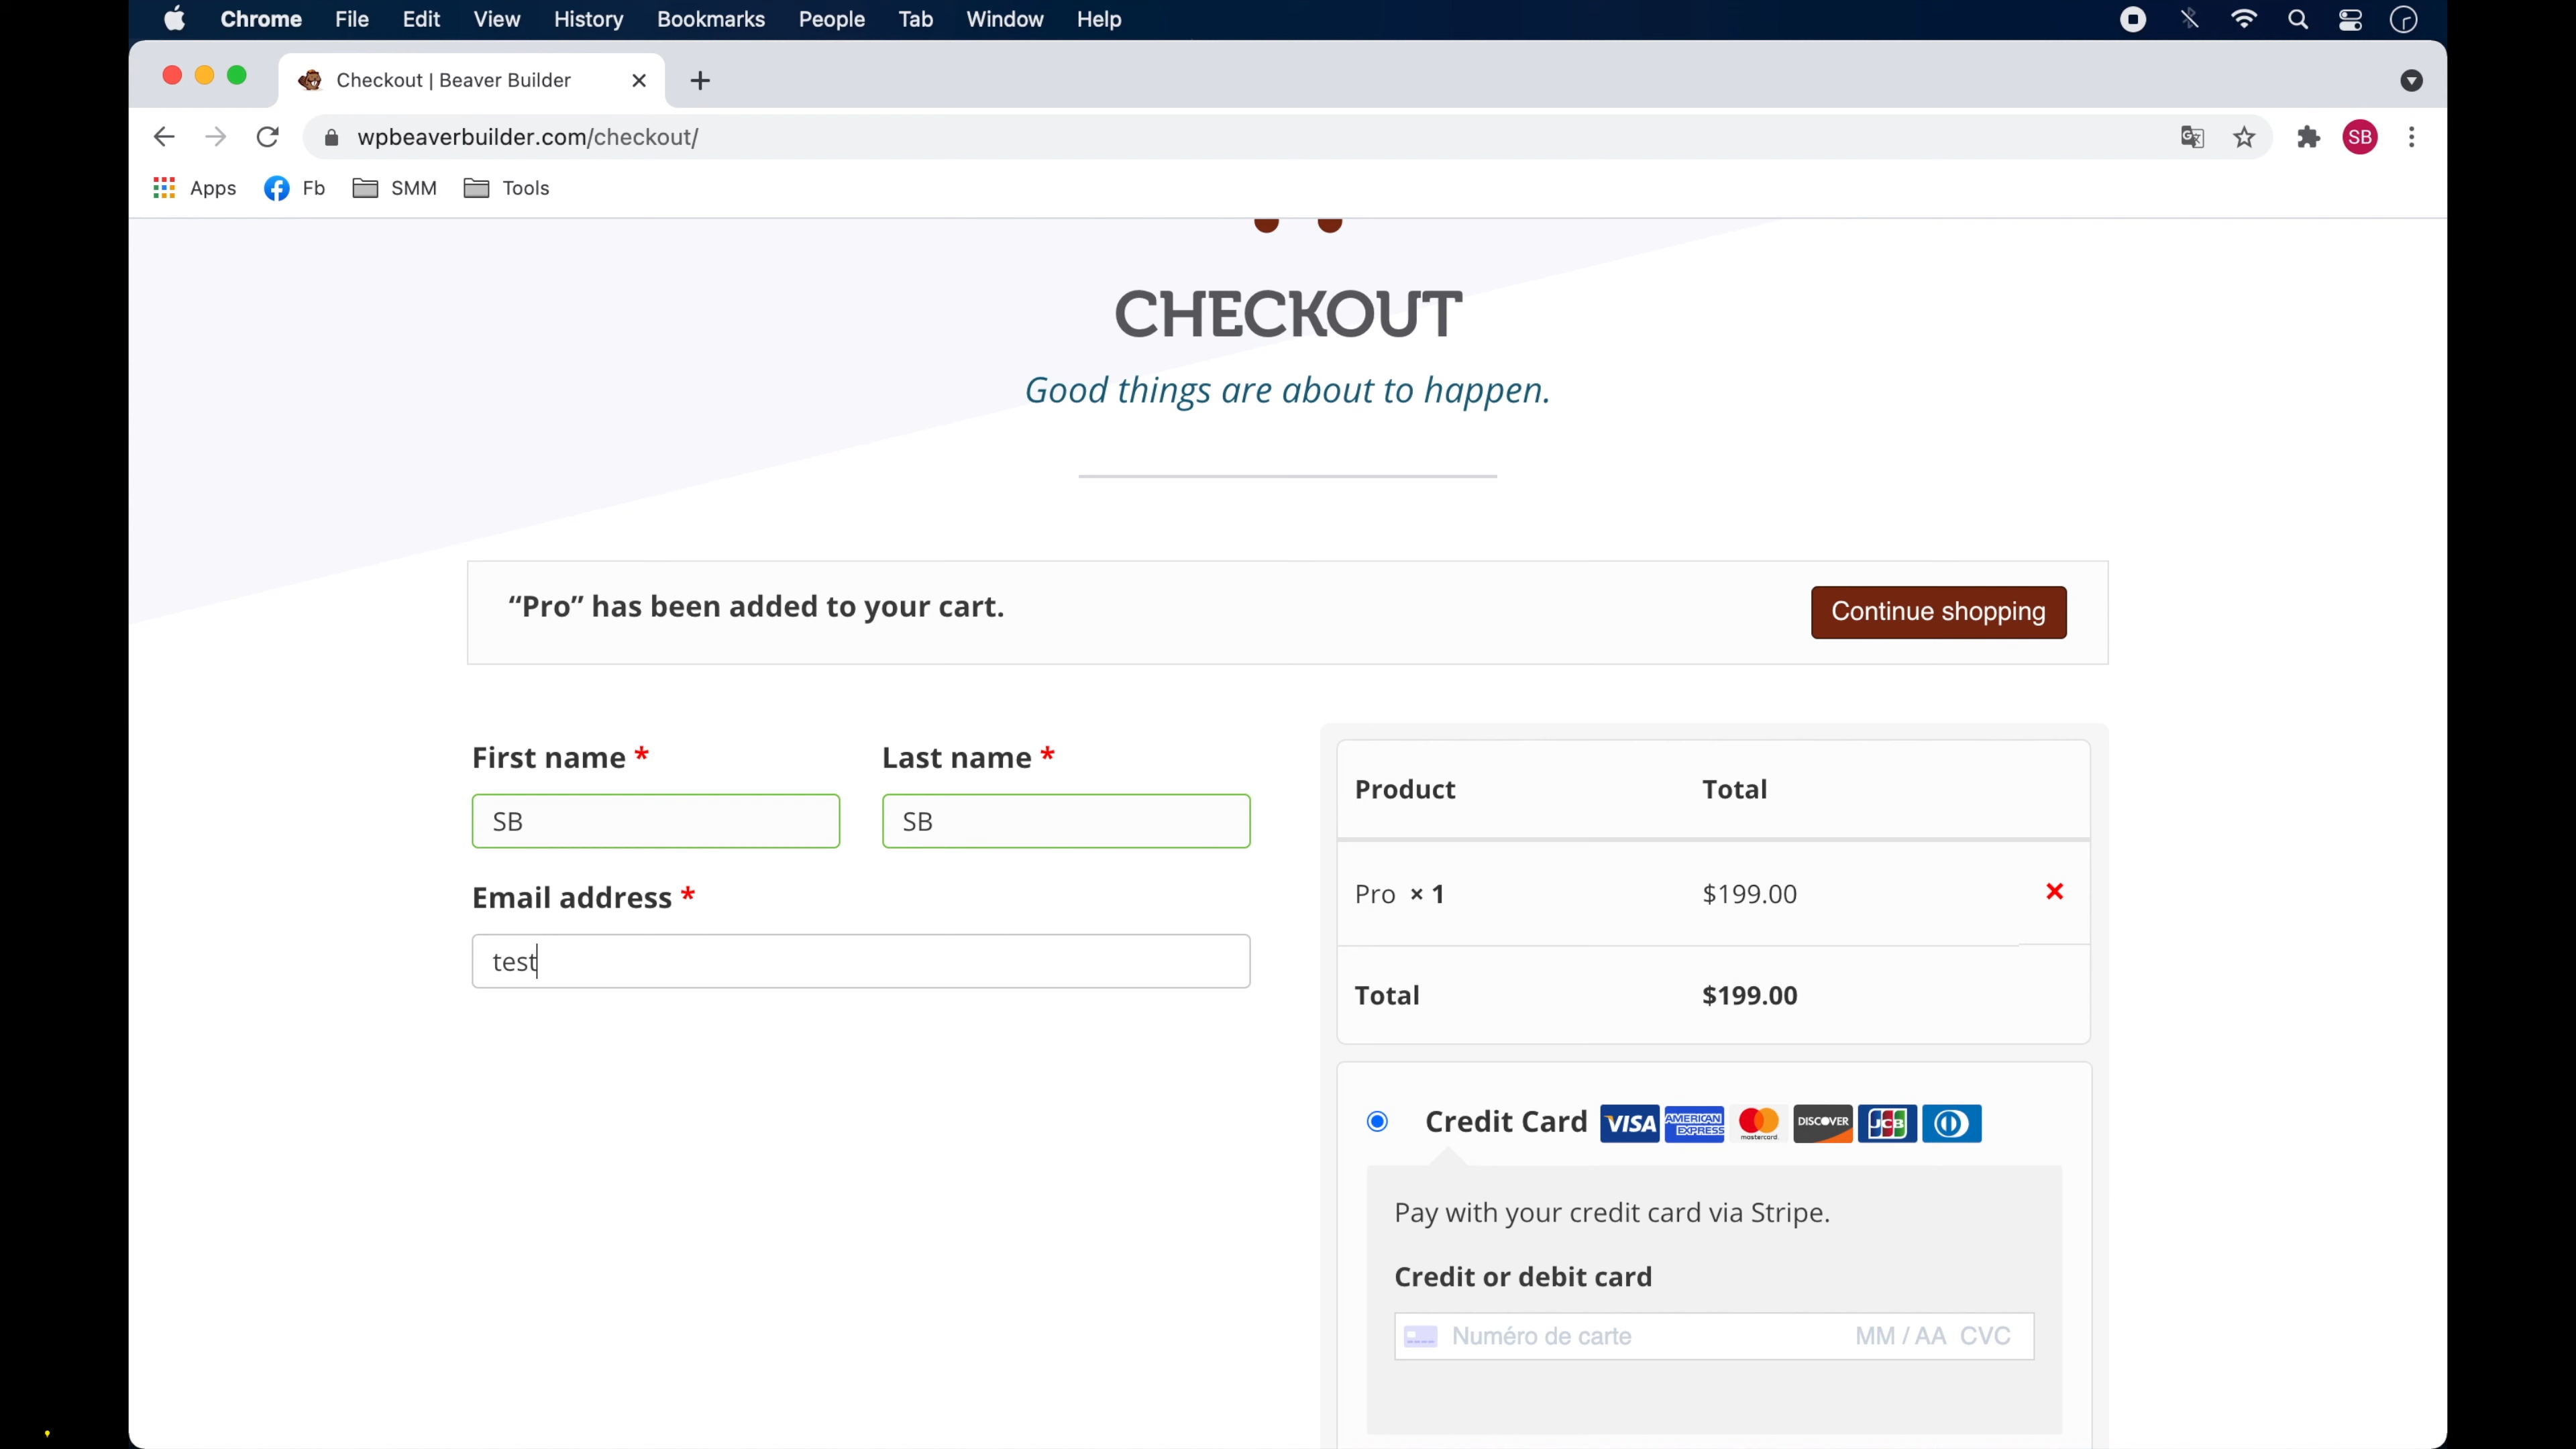 Chrome File Edit View History Bookmarks People Tab Window Help
Checkout | Beaver Builder
wpbeaverbuilder.com/checkout/
SB
Apps Fb SMM Tools
CHECKOUT
Good things are about to happen.
“Pro” has been added to your cart.
Continue shopping
First name *
Last name *
SB
SB
Email address *
test
Product Total
Pro × 1 $199.00
Total $199.00
Credit Card VISA AMERICAN EXPRESS mastercard DISCOVER JCB
Pay with your credit card via Stripe.
Credit or debit card
Numéro de carte MM / AA CVC